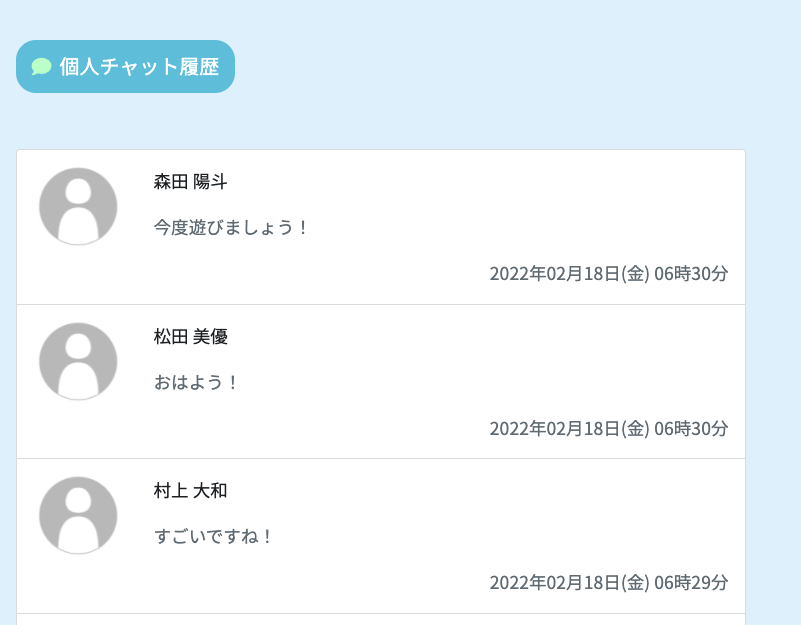 個人チャット履歴
森田 陽斗
今度遊びましょう！
2022年02月18日(金) 06時30分
松田 美優
おはよう！
2022年02月18日(金) 06時30分
村上 大和
すごいですね！
2022年02月18日(金) 06時29分